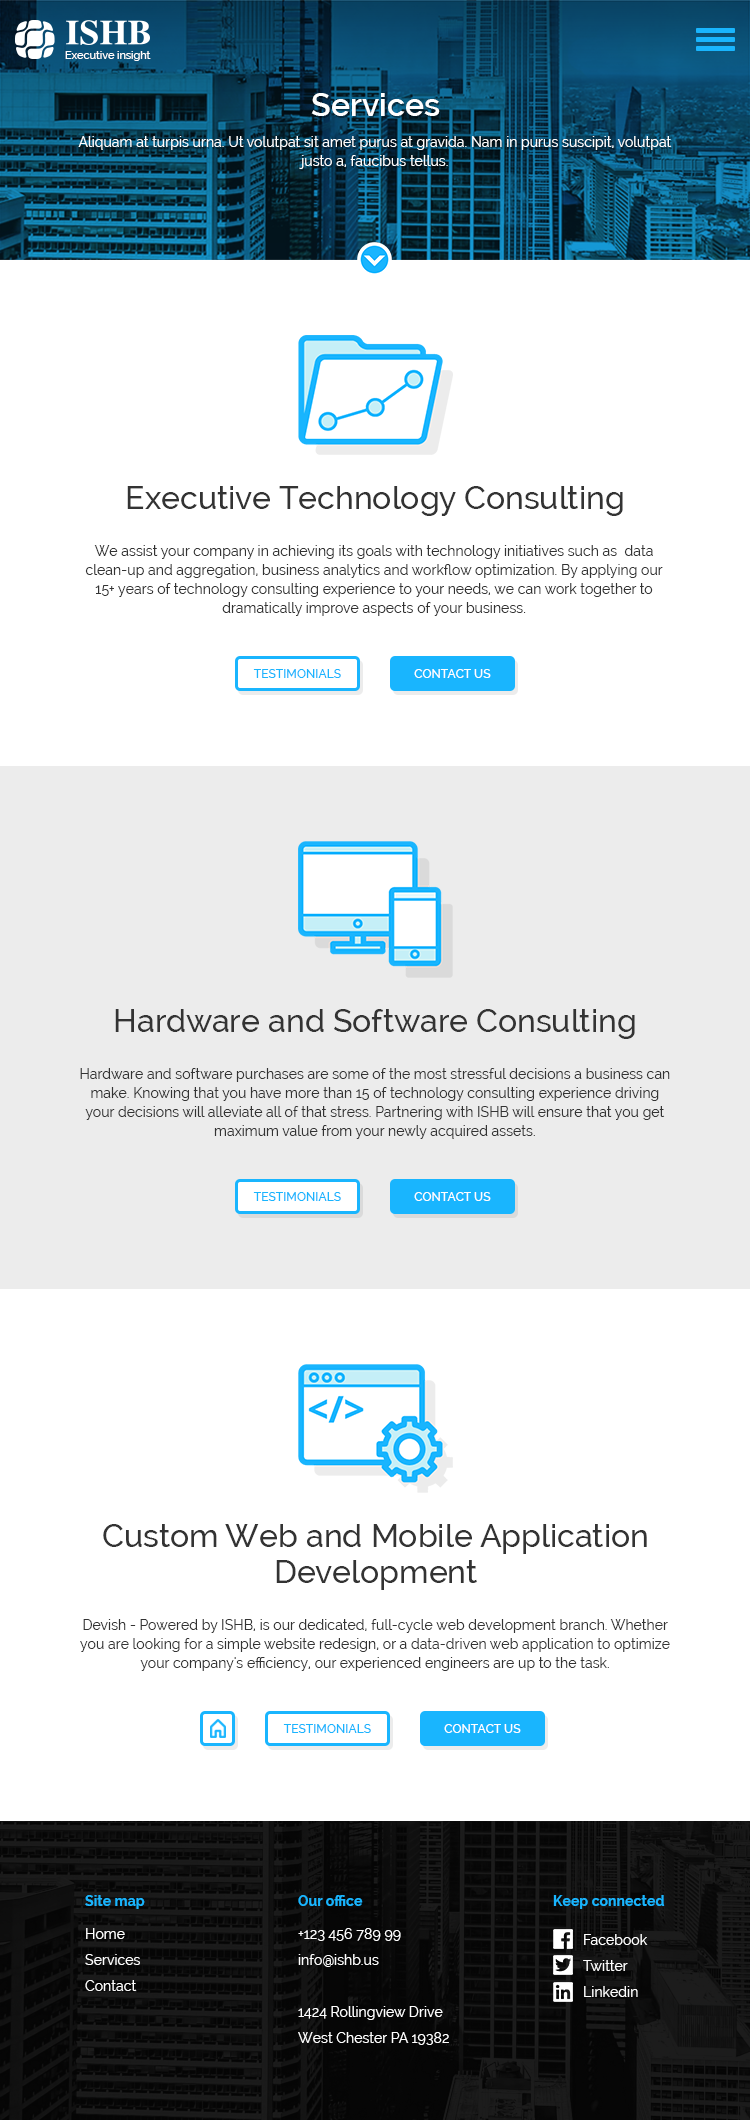 ISHB
Executive insight
Services
Aliquam at turpis urna. Ut volutpat sit amet purus at gravida. Nam in purus suscipit, volutpat
justo a, faucibus tellus.
Executive Technology Consulting
We assist your company in achieving its goals with technology initiatives such as  data
clean-up and aggregation, business analytics and workflow optimization. By applying our
15+ years of technology consulting experience to your needs, we can work together to
dramatically improve aspects of your business.
TESTIMONIALS CONTACT US
Hardware and Software Consulting
Hardware and software purchases are some of the most stressful decisions a business can
make. Knowing that you have more than 15 of technology consulting experience driving
your decisions will alleviate all of that stress. Partnering with ISHB will ensure that you get
maximum value from your newly acquired assets.
TESTIMONIALS CONTACT US
</>
Custom Web and Mobile Application
Development
Devish - Powered by ISHB, is our dedicated, full-cycle web development branch. Whether
you are looking for a simple website redesign, or a data-driven web application to optimize
your company's efficiency, our experienced engineers are up to the task.
TESTIMONIALS CONTACT US
Site map
Home
Services
Contact
Our office
+123 456 789 99
info@ishb.us
1424 Rollingview Drive
West Chester PA 19382
Keep connected
Facebook
Twitter
Linkedin